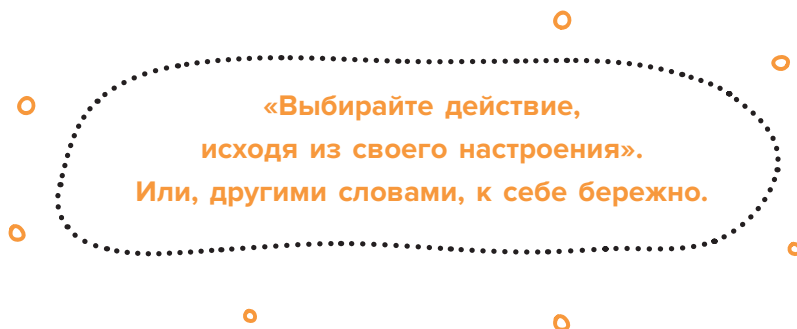 «Выбирайте действие,
исходя из своего настроения».
Или, другими словами, к себе бережно.